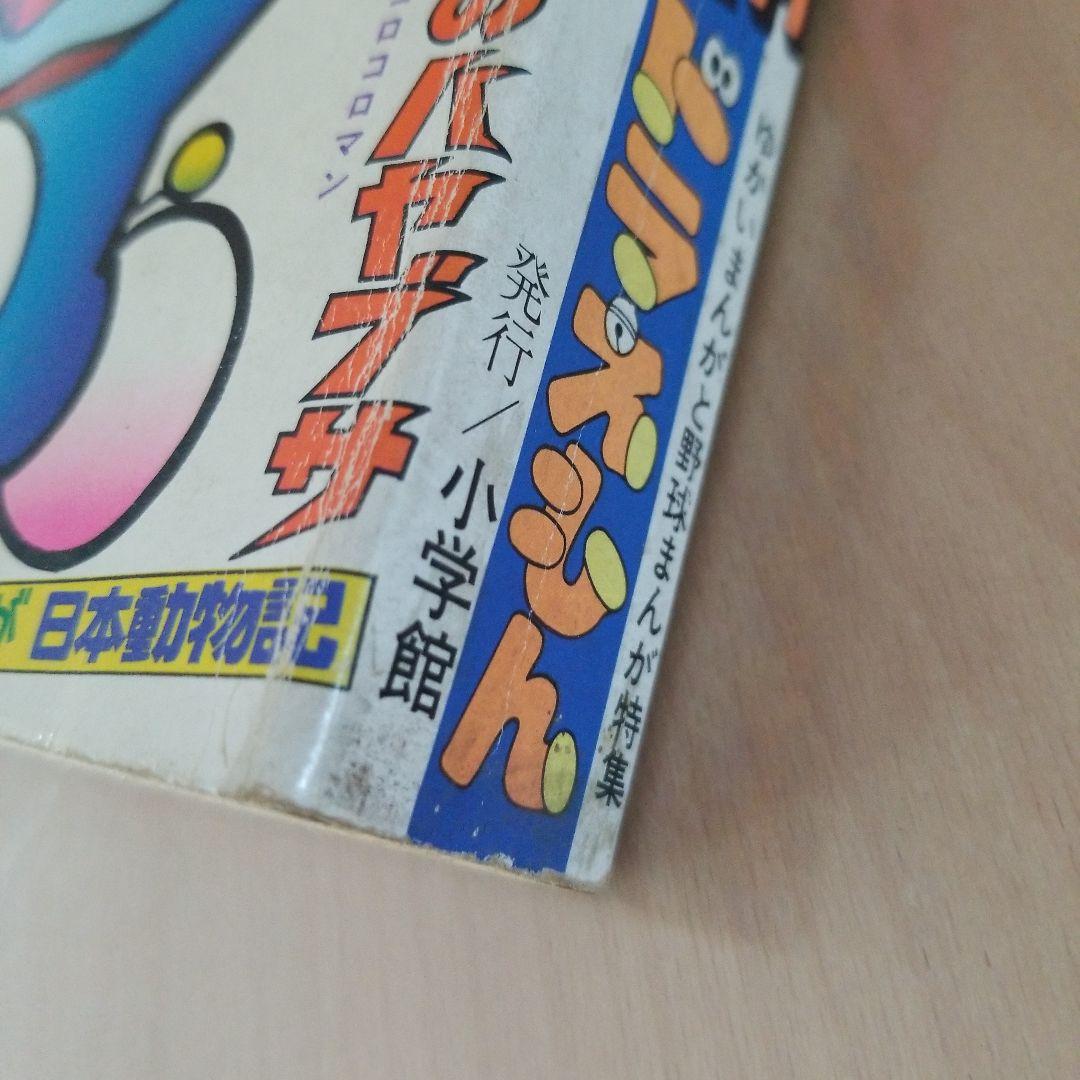 ハヤブサ
ロコロマン
が 日本動物記
発行/小学館
ドラえもん
ゆかいまんがと野球まんが特集